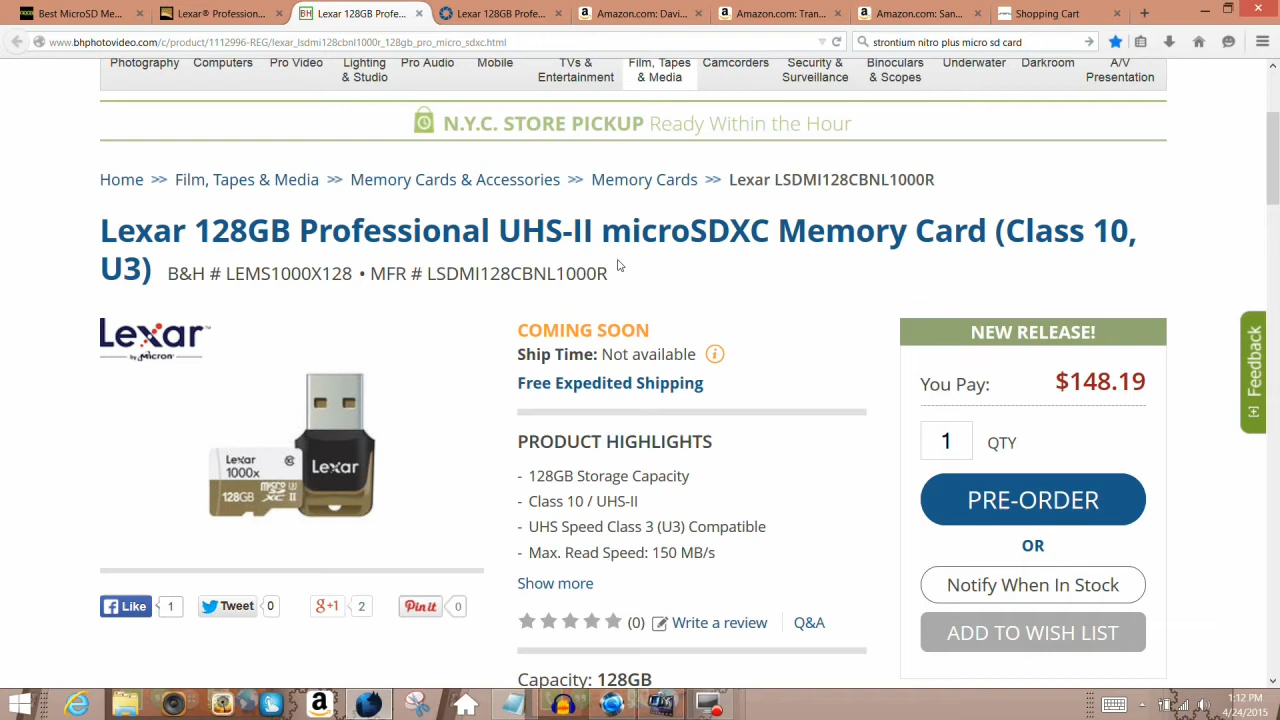 Best MicroSD Me...
Lexar® Profession...
Lexar 128GB Profe...
Lexar 128GB Profe...
Amazon.com: Davi...
Amazon.com: Tran...
Amazon.com: San...
Shopping Cart
www.bhphotovideo.com/c/product/1112996-REG/lexar_lsdmi128cbnl1000r_128gb_pro_micro_sdxc.html
strontium nitro plus micro sd card
Photography
Computers
Pro Video
Lighting & Studio
Pro Audio
Mobile
TVs & Entertainment
Film, Tapes & Media
Camcorders
Security & Surveillance
Binoculars & Scopes
Underwater
Darkroom
A/V Presentation
N.Y.C. STORE PICKUP Ready Within the Hour
Home >> Film, Tapes & Media >> Memory Cards & Accessories >> Memory Cards >> Lexar LSDMI128CBNL1000R
Lexar 128GB Professional UHS-II microSDXC Memory Card (Class 10,
U3) B&H # LEMS1000X128 • MFR # LSDMI128CBNL1000R
Lexar™
by Micron
Lexar
1000x
128GB
micro SD XC II
Lexar
COMING SOON
Ship Time: Not available
Free Expedited Shipping
PRODUCT HIGHLIGHTS
- 128GB Storage Capacity
- Class 10 / UHS-II
- UHS Speed Class 3 (U3) Compatible
- Max. Read Speed: 150 MB/s
Show more
(0) Write a review Q&A
Capacity: 128GB
NEW RELEASE!
You Pay: $148.19
1 QTY
PRE-ORDER
OR
Notify When In Stock
ADD TO WISH LIST
[+] Feedback
Like 1
Tweet 0
g+1 2
Pin it 0
1:12 PM
4/24/2015